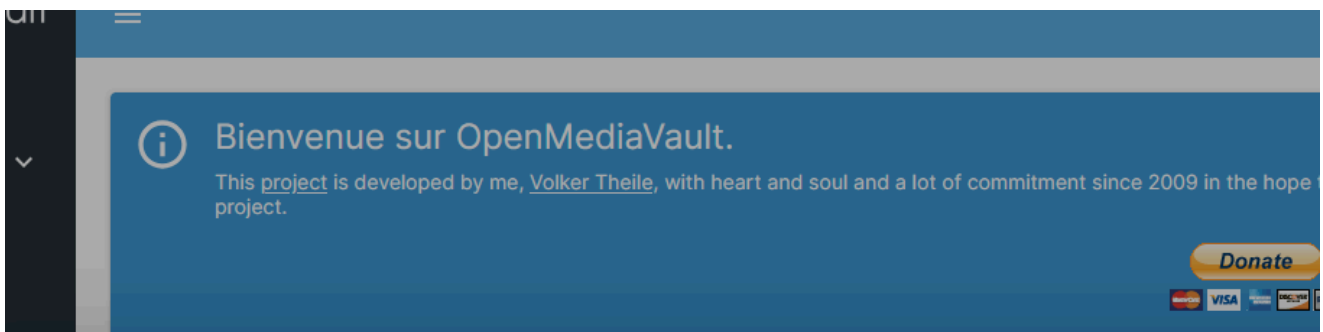 Bienvenue sur OpenMediaVault.
This project is developed by me, Volker Theile, with heart and soul and a lot of commitment since 2009 in the hope
project.
Donate
VISA